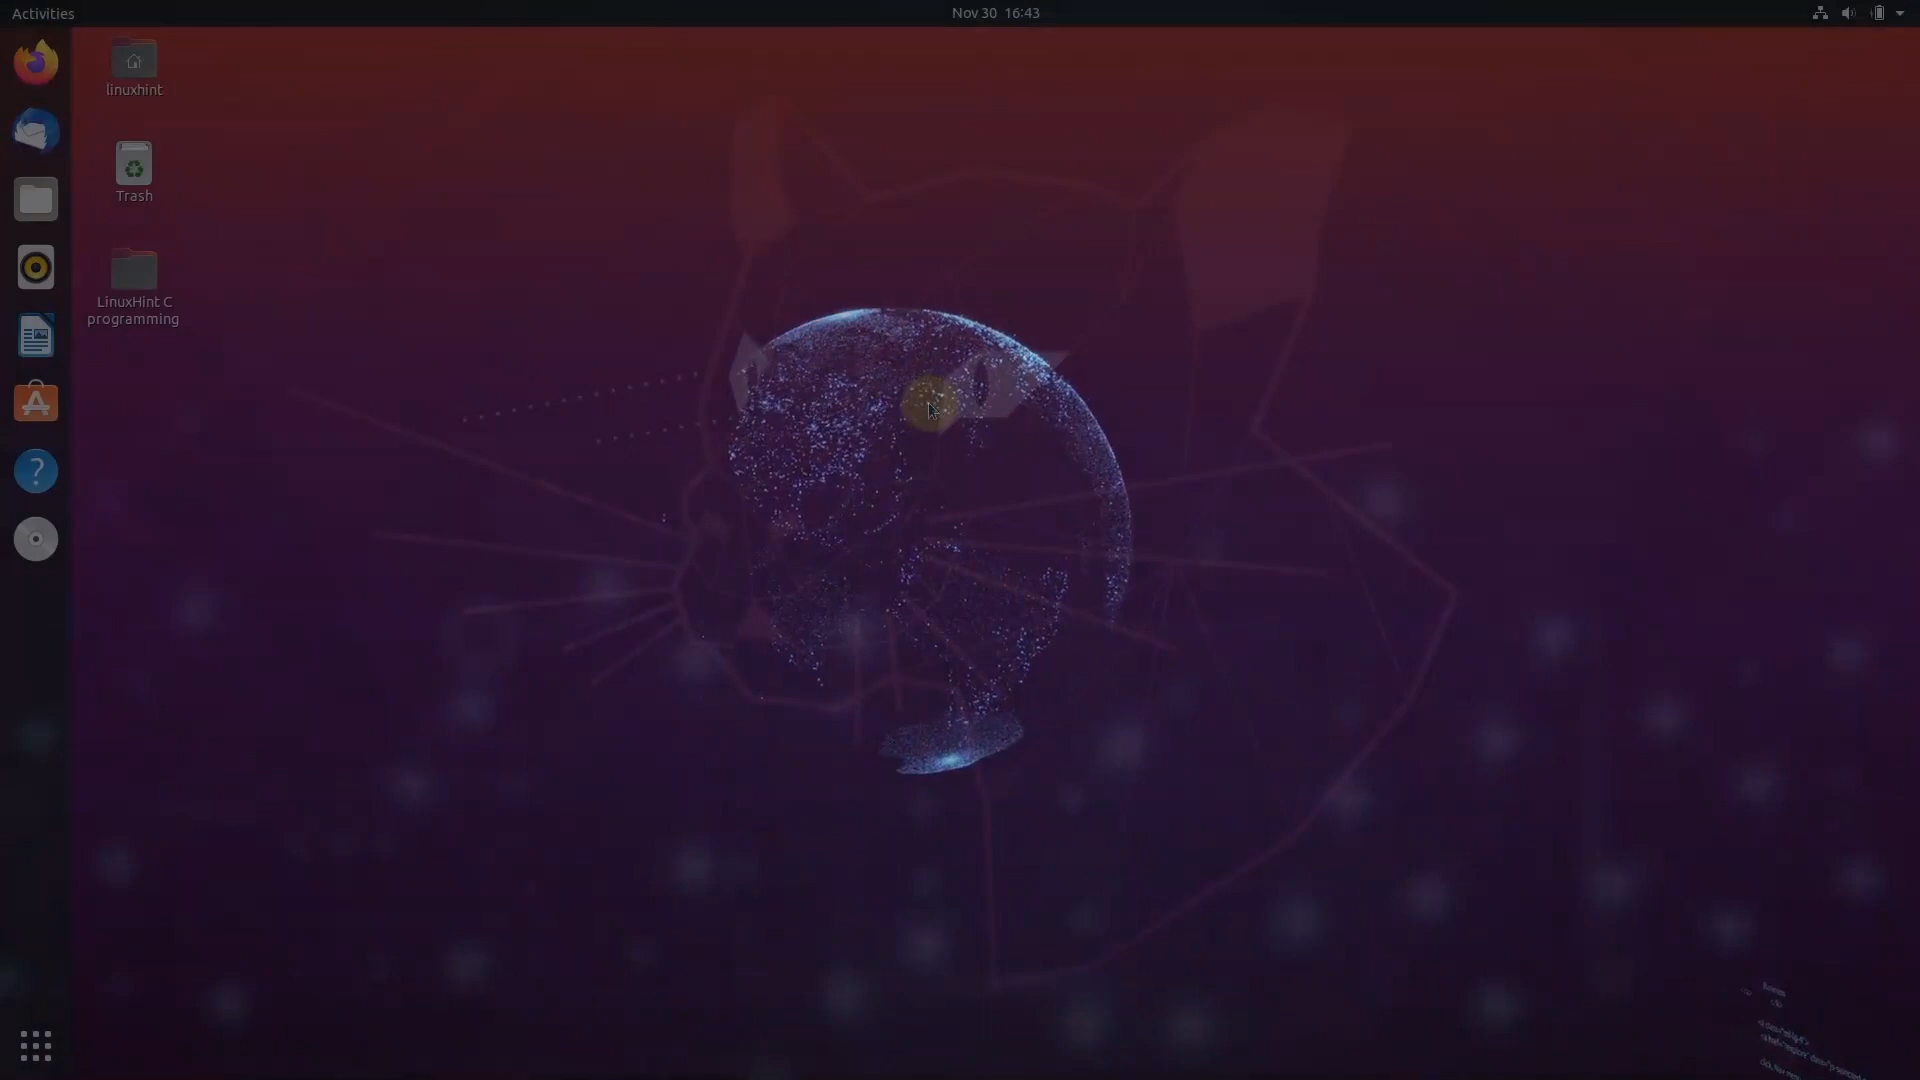 Activities
Nov 30 16:43
linuxhint
Trash
LinuxHint C
programming